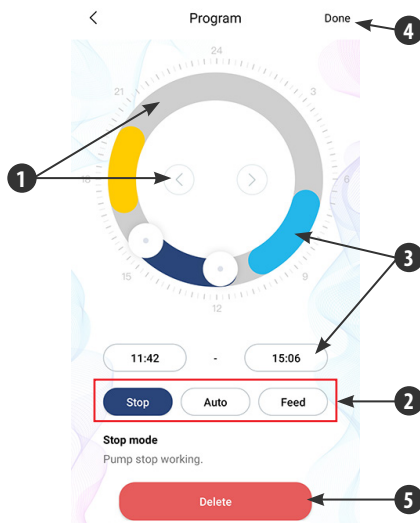 Program
Done
4
24
21
3
1
18
6
3
15
9
12
11:42 - 15:06
Stop Auto Feed
2
Stop mode
Pump stop working.
Delete
5